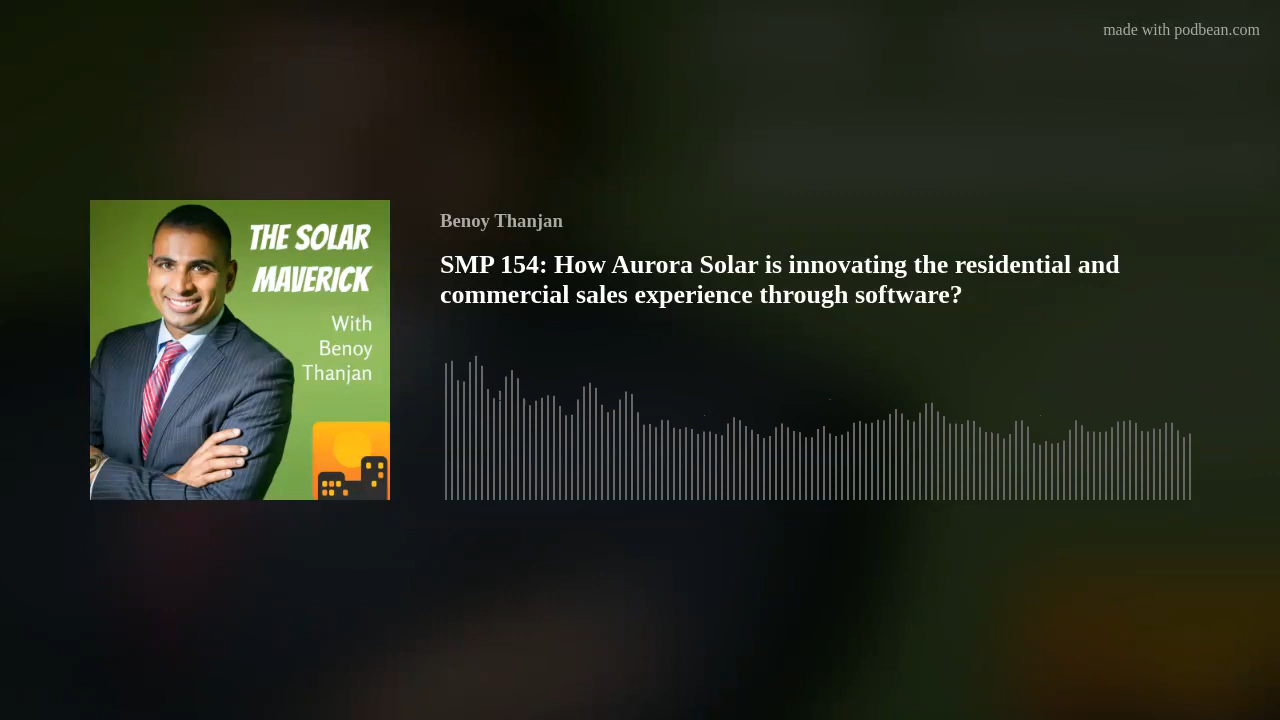 made with podbean.com
THE SOLAR
MAVERICK
With
Benoy
Thanjan
Benoy Thanjan
SMP 154: How Aurora Solar is innovating the residential and
commercial sales experience through software?